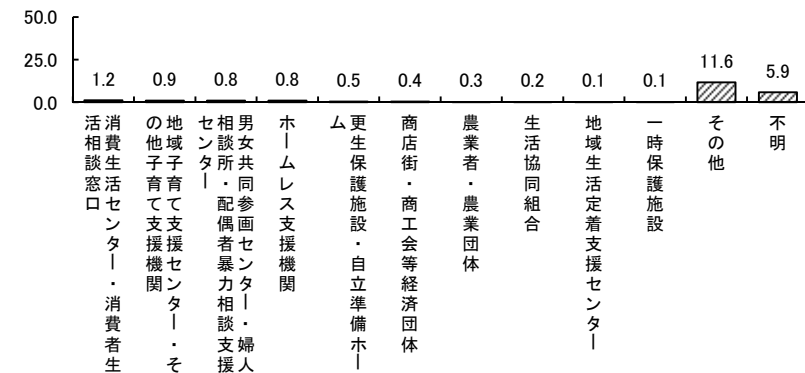 50.0
25.0
0.0
1.2
0.9
0.8
0.8
0.5
0.4
0.3
0.2
0.1
0.1
11.6
5.9
消費生活センター・消費者生
活相談窓口
地域子育て支援センター・そ
の他子育て支援機関
男女共同参画センター・婦人
相談所・配偶者暴力相談支援
センター
ホームレス支援機関
更生保護施設・自立準備ホー
ム
商店街・商工会等経済団体
農業者・農業団体
生活協同組合
地域生活定着支援センター
一時保護施設
その他
不明